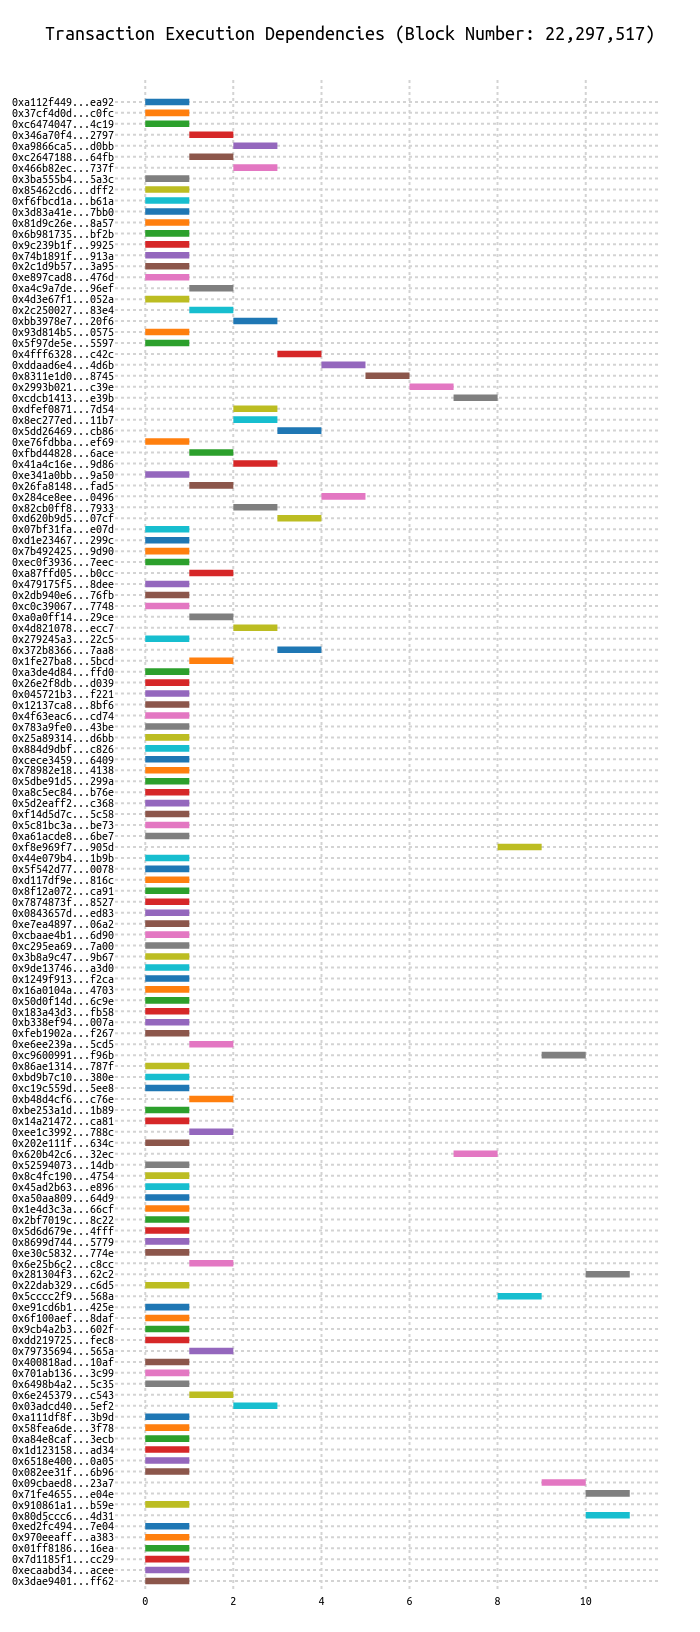 Transaction Execution Dependencies (Block Number: 22,297,517)
0xa112f449...ea92
0x37cf4d0d...c0fc
0xc6474047...4c19
0x346a70f4...2797
0xa9866ca5...d0bb
0xc2647188...64fb
0x466b82ec...737f
0x3ba555b4...5a3c
0x85462cd6...dff2
0xf6fbcd1a...b61a
0x3d83a41e...7bb0
0x81d9c26e...8a57
0x6b981735...bf2b
0x9c239b1f...9925
0x74b1891f...913a
0x2c1d9b57...3a95
0xe897cad8...476d
0xa4c9a7de...96ef
0x4d3e67f1...052a
0x2c250027...83e4
0xbb3978e7...20f6
0x93d814b5...0575
0x5f97de5e...5597
0x4fff6328...c42c
0xddaad6e4...4d6b
0x8311e1d0...8745
0x2993b021...c39e
0xcdcb1413...e39b
0xdfef0871...7d54
0x8ec277ed...11b7
0x5dd26469...cb86
0xe76fdbba...ef69
0xfbd44828...6ace
0x41a4c16e...9d86
0xe341a0bb...9a50
0x26fa8148...fad5
0x284ce8ee...0496
0x82cb0ff8...7933
0xd620b9d5...07cf
0x07bf31fa...e07d
0xd1e23467...299c
0x7b492425...9d90
0xec0f3936...7eec
0xa87ffd05...b0cc
0x479175f5...8dee
0x2db940e6...76fb
0xc0c39067...7748
0xa0a0ff14...29ce
0x4d821078...ecc7
0x279245a3...22c5
0x372b8366...7aa8
0x1fe27ba8...5bcd
0xa3de4d84...ffd0
0x26e2f8db...d039
0x045721b3...f221
0x12137ca8...8bf6
0x4f63eac6...cd74
0x783a9fe0...43be
0x25a89314...d6bb
0x884d9dbf...c826
0xcece3459...6409
0x78982e18...4138
0x5dbe91d5...299a
0xa8c5ec84...b76e
0x5d2eaff2...c368
0xf14d5d7c...5c58
0x5c81bc3a...be73
0xa61acde8...6be7
0xf8e969f7...905d
0x44e079b4...1b9b
0x5f542d77...0078
0xd117df9e...816c
0x8f12a072...ca91
0x7874873f...8527
0x0843657d...ed83
0xe7ea4897...06a2
0xcbaae4b1...6d90
0xc295ea69...7a00
0x3b8a9c47...9b67
0x9de13746...a3d0
0x1249f913...f2ca
0x16a0104a...4703
0x50d0f14d...6c9e
0x183a43d3...fb58
0xb338ef94...007a
0xfeb1902a...f267
0xe6ee239a...5cd5
0xc9600991...f96b
0x86ae1314...787f
0xbd9b7c10...380e
0xc19c559d...5ee8
0xb48d4cf6...c76e
0xbe253a1d...1b89
0x14a21472...ca81
0xee1c3992...788c
0x202e111f...634c
0x620b42c6...32ec
0x52594073...14db
0x8c4fc190...4754
0x45ad2b63...e896
0xa50aa809...64d9
0x1e4d3c3a...66cf
0x2bf7019c...8c22
0x5d6d679e...4fff
0x8699d744...5779
0xe30c5832...774e
0x6e25b6c2...c8cc
0x281304f3...62c2
0x22dab329...c6d5
0x5cccc2f9...568a
0xe91cd6b1...425e
0x6f100aef...8daf
0x9cb4a2b3...602f
0xdd219725...fec8
0x79735694...565a
0x400818ad...10af
0x701ab136...3c99
0x6498b4a2...5c35
0x6e245379...c543
0x03adcd40...5ef2
0xa111df8f...3b9d
0x58fea6de...3f78
0xa84e8caf...3ecb
0x1d123158...ad34
0x6518e400...0a05
0x082ee31f...6b96
0x09cbaed8...23a7
0x71fe4655...e04e
0x910861a1...b59e
0x80d5ccc6...4d31
0xed2fc494...7e04
0x970eeaff...a383
0x01ff8186...16ea
0x7d1185f1...cc29
0xecaabd34...acee
0x3dae9401...ff62
0 2 4 6 8 10